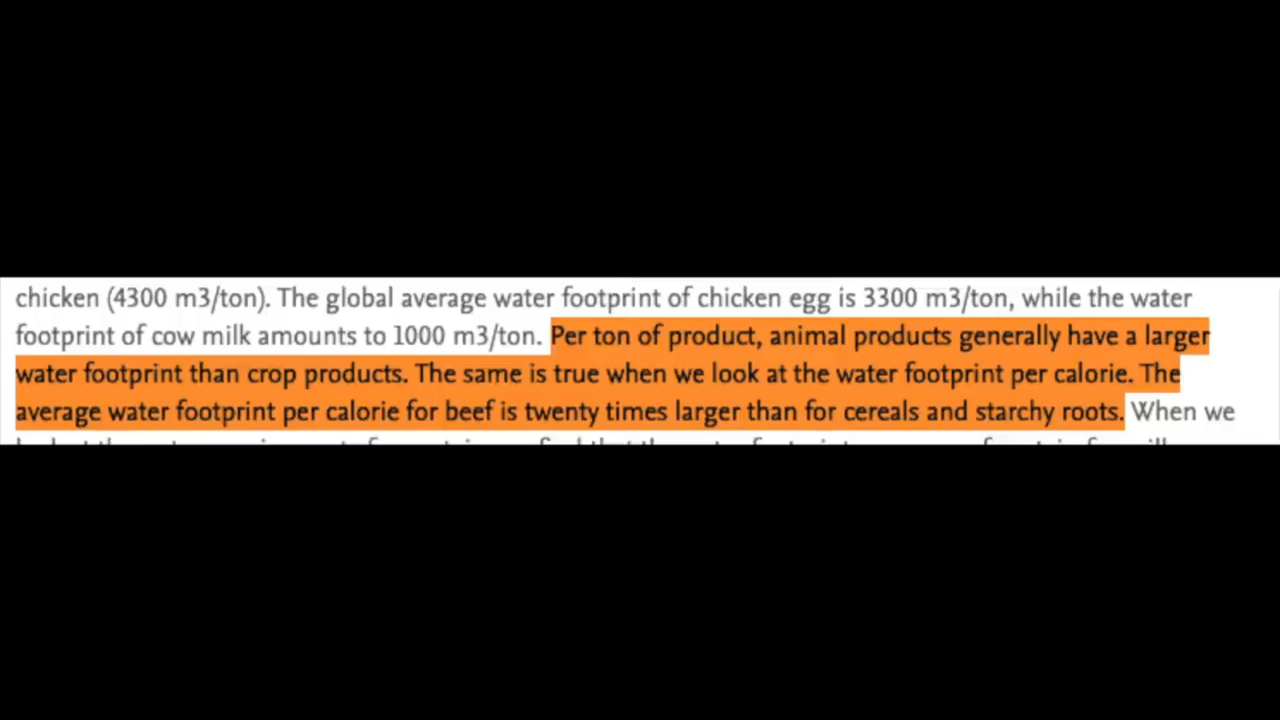 chicken (4300 m3/ton). The global average water footprint of chicken egg is 3300 m3/ton, while the water
footprint of cow milk amounts to 1000 m3/ton. Per ton of product, animal products generally have a larger
water footprint than crop products. The same is true when we look at the water footprint per calorie. The
average water footprint per calorie for beef is twenty times larger than for cereals and starchy roots. When we